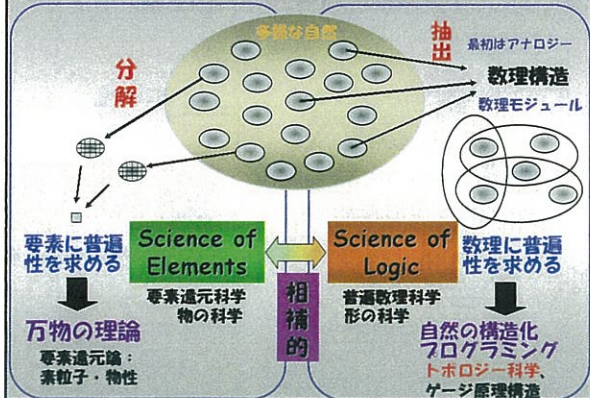 多様な自然
分解
抽出
最初はアナロジー
数理構造
数理モジュール
要素に普遍
性を求める
Science of
Elements
要素還元科学
物の科学
相補的
Science of
Logic
普遍数理科学
形の科学
数理に普遍
性を求める
万物の理論
要素還元論：
素粒子・物性
自然の構造化
プログラミング
トポロジー科学、
ゲージ原理構造